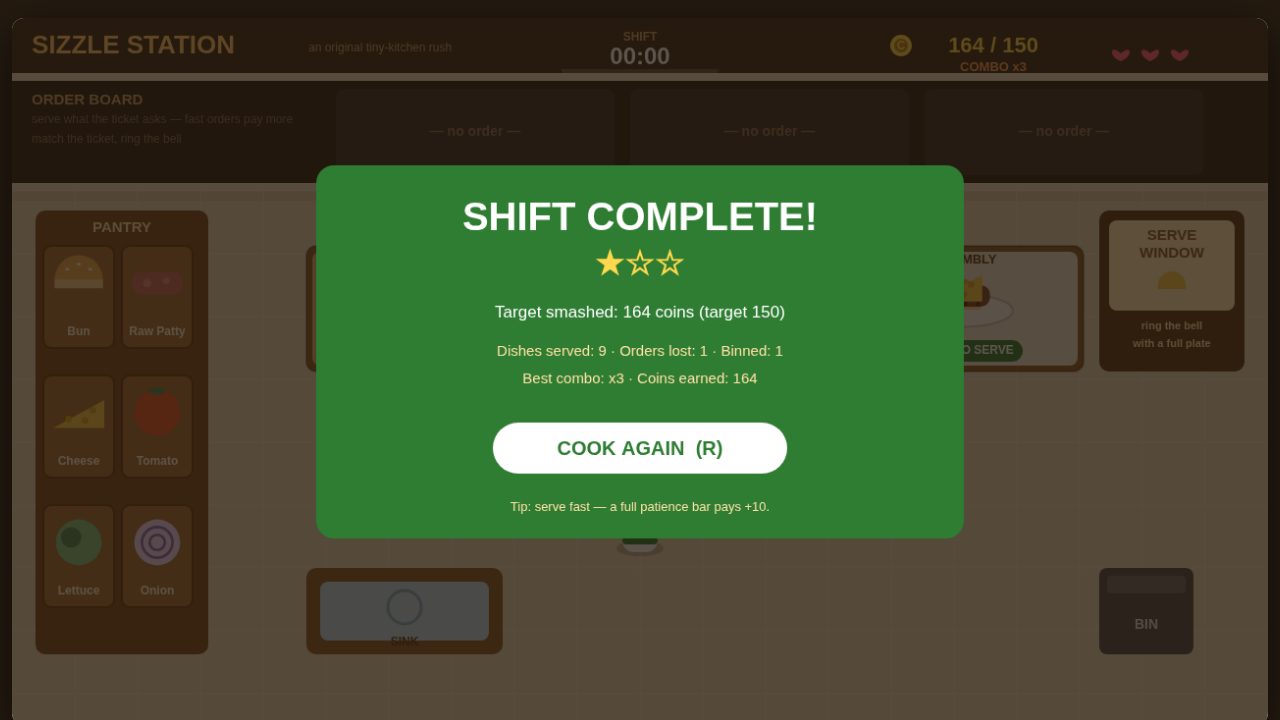 SIZZLE STATION
an original tiny-kitchen rush
SHIFT
00:00
C
164 / 150
COMBO x3
ORDER BOARD
serve what the ticket asks — fast orders pay more
match the ticket, ring the bell
— no order —
— no order —
— no order —
PANTRY
Bun
Raw Patty
Cheese
Tomato
Lettuce
Onion
SHIFT COMPLETE!
★☆☆
Target smashed: 164 coins (target 150)
Dishes served: 9 · Orders lost: 1 · Binned: 1
Best combo: x3 · Coins earned: 164
COOK AGAIN (R)
Tip: serve fast — a full patience bar pays +10.
MBLY
O SERVE
SERVE
WINDOW
ring the bell
with a full plate
SINK
BIN